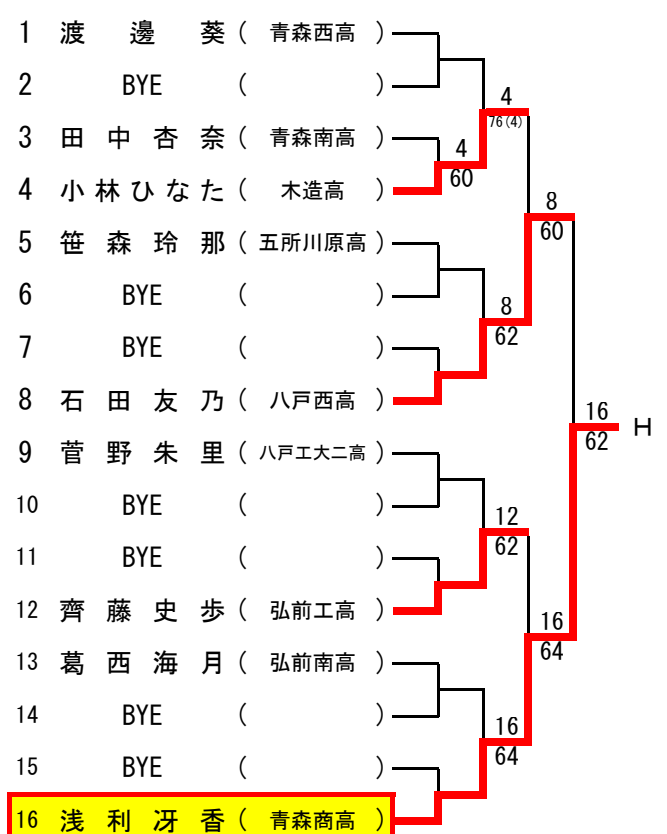 1 渡 邊 葵 ( 青森西高 )
2 BYE ( )
4
76(4)
3 田 中 杏 奈 ( 青森南高 )
4
60
4 小 林 ひ な た ( 木造高 )
8
60
5 笹 森 玲 那 ( 五所川原高 )
6 BYE ( )
8
62
7 BYE ( )
8 石 田 友 乃 ( 八戸西高 )
16
62
H
9 菅 野 朱 里 ( 八戸工大二高 )
10 BYE ( )
12
62
11 BYE ( )
12 齊 藤 史 歩 ( 弘前工高 )
16
64
13 葛 西 海 月 ( 弘前南高 )
14 BYE ( )
16
64
15 BYE ( )
16 浅 利 冴 香 ( 青森商高 )